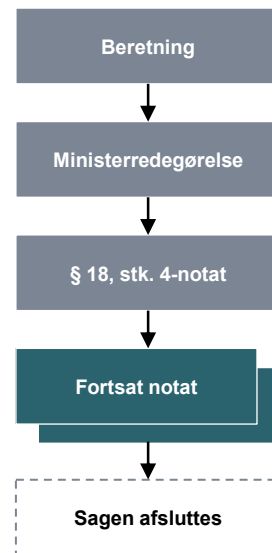 Beretning
Ministerredegørelse
§ 18, stk. 4-notat
Fortsat notat
Sagen afsluttes